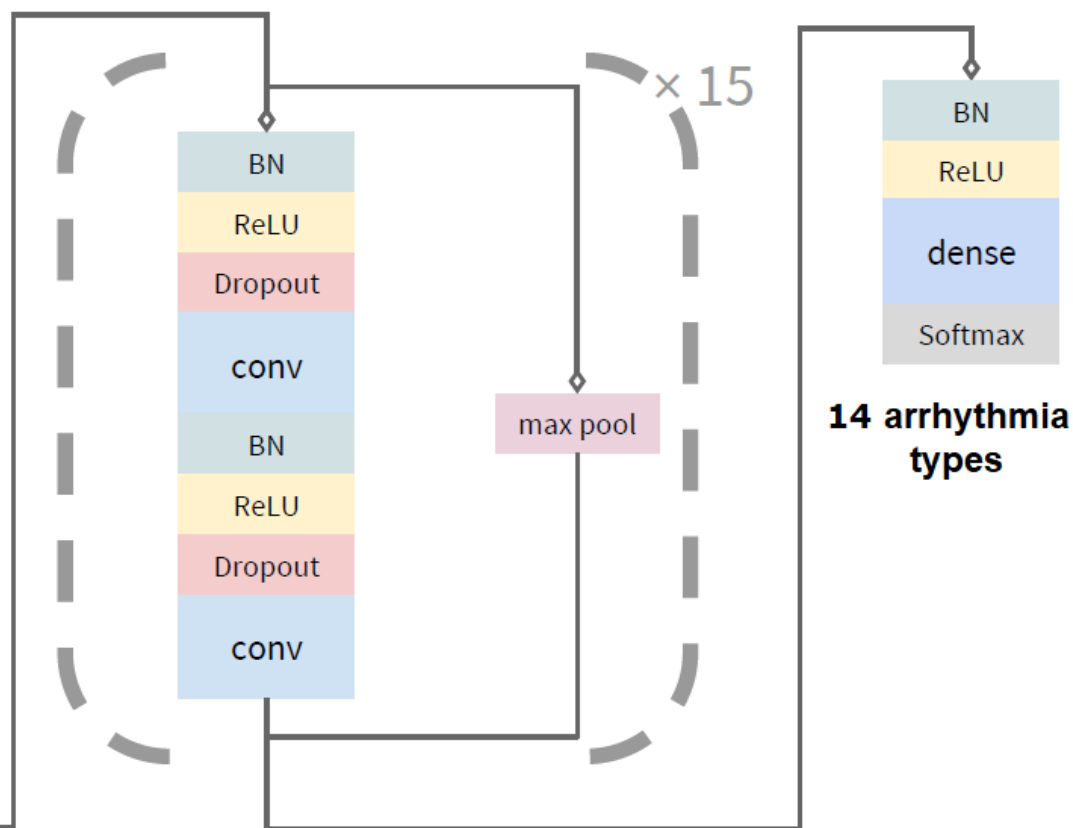 × 15
BN
ReLU
Dropout
conv
BN
ReLU
Dropout
conv
max pool
BN
ReLU
dense
Softmax
14 arrhythmia
types